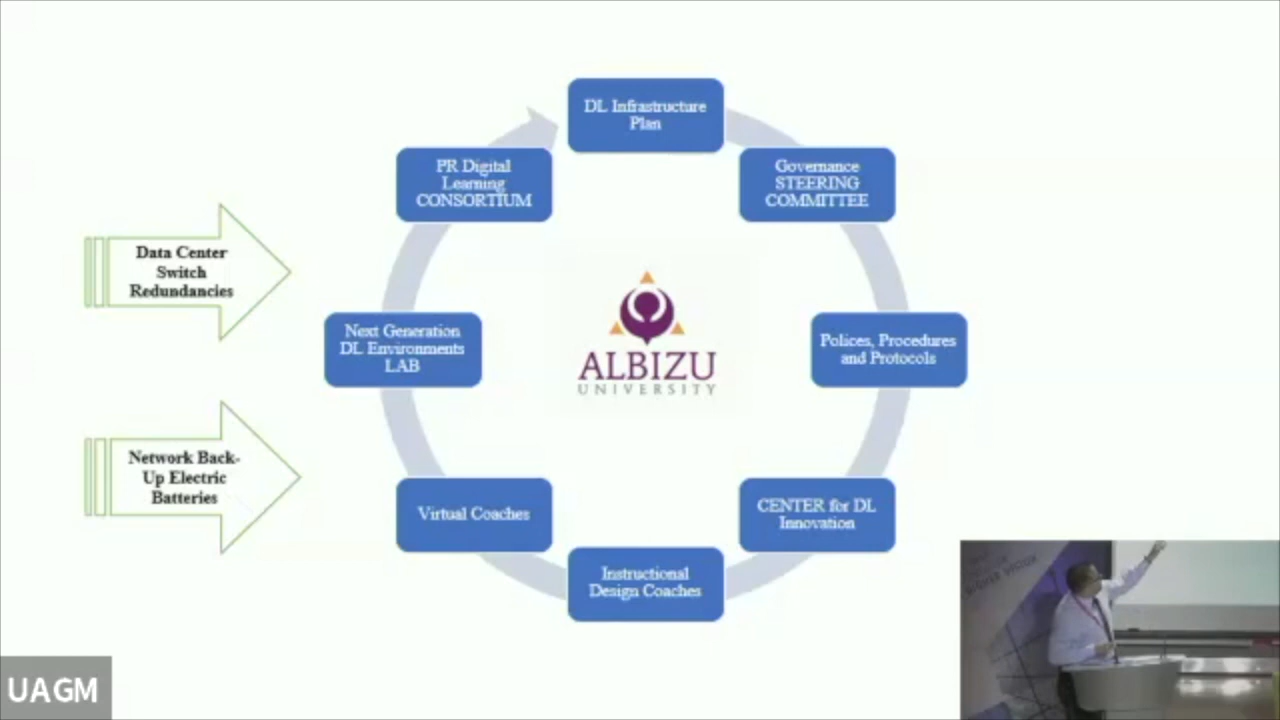 DL Infrastructure
Plan
Governance
STEERING
COMMITTEE
Polices, Procedures
and Protocols
CENTER for DL
Innovation
Instructional
Design Coaches
Virtual Coaches
Next Generation
DL Environments
LAB
PR Digital
Learning
CONSORTIUM
ALBIZU
UNIVERSITY
Data Center
Switch
Redundancies
Network Back-
Up Electric
Batteries
UAGM